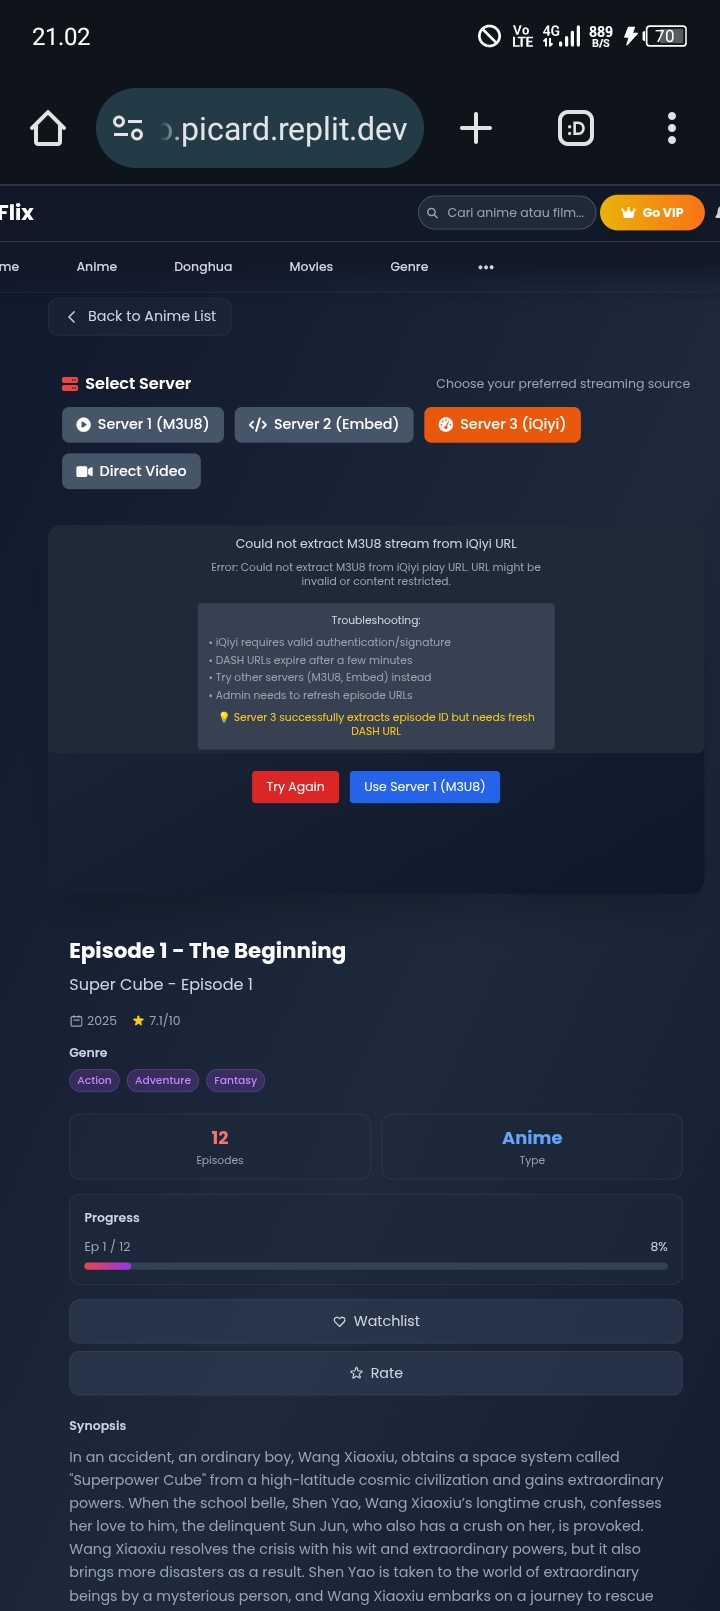 21.02
Vo LTE 4G 889 B/S 70
.picard.replit.dev :D
Flix Cari anime atau film... Go VIP
me Anime Donghua Movies Genre •••
Back to Anime List
Select Server Choose your preferred streaming source
Server 1 (M3U8) </> Server 2 (Embed) Server 3 (iQiyi)
Direct Video
Could not extract M3U8 stream from iQiyi URL
Error: Could not extract M3U8 from iQiyi play URL. URL might be
invalid or content restricted.
Troubleshooting:
• iQiyi requires valid authentication/signature
• DASH URLs expire after a few minutes
• Try other servers (M3U8, Embed) instead
• Admin needs to refresh episode URLs
💡 Server 3 successfully extracts episode ID but needs fresh
DASH URL
Try Again Use Server 1 (M3U8)
Episode 1 - The Beginning
Super Cube - Episode 1
2025 ⭐ 7.1/10
Genre
Action Adventure Fantasy
12 Anime
Episodes Type
Progress
Ep 1 / 12 8%
Watchlist
Rate
Synopsis
In an accident, an ordinary boy, Wang Xiaoxiu, obtains a space system called
"Superpower Cube" from a high-latitude cosmic civilization and gains extraordinary
powers. When the school belle, Shen Yao, Wang Xiaoxiu’s longtime crush, confesses
her love to him, the delinquent Sun Jun, who also has a crush on her, is provoked.
Wang Xiaoxiu resolves the crisis with his wit and extraordinary powers, but it also
brings more disasters as a result. Shen Yao is taken to the world of extraordinary
beings by a mysterious person, and Wang Xiaoxiu embarks on a journey to rescue